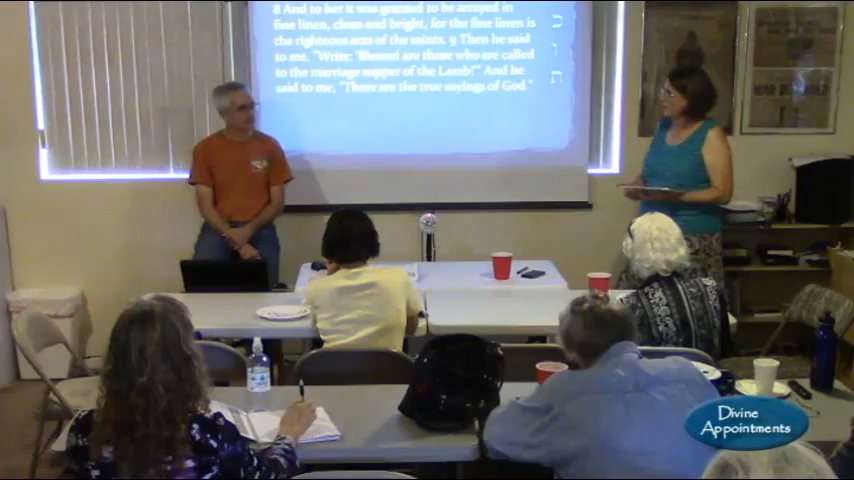 8 And to her it was granted to be arrayed in
fine linen, clean and bright, for the fine linen is
the righteous acts of the saints. 9 Then he said
to me, "Write: 'Blessed are those who are called
to the marriage supper of the Lamb!'" And he
said to me, "These are the true sayings of God."
כ
ו
ת
Divine
Appointments